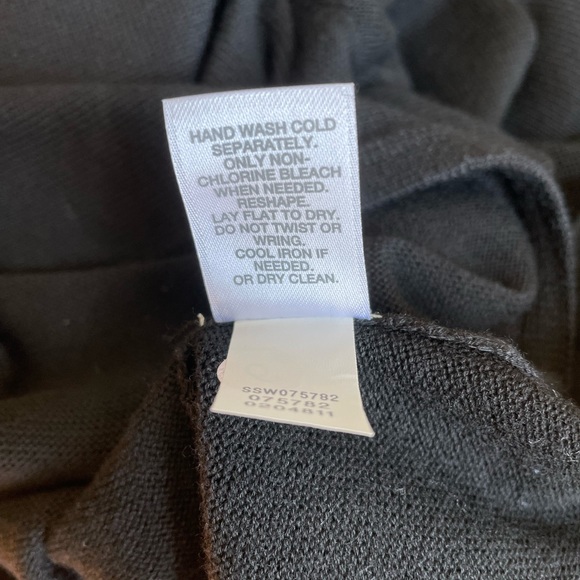 HAND WASH COLD
SEPARATELY.
ONLY NON-
CHLORINE BLEACH
WHEN NEEDED.
RESHAPE.
LAY FLAT TO DRY.
DO NOT TWIST OR
WRING.
COOL IRON IF
NEEDED.
OR DRY CLEAN.
SSW075782
075782
0204811